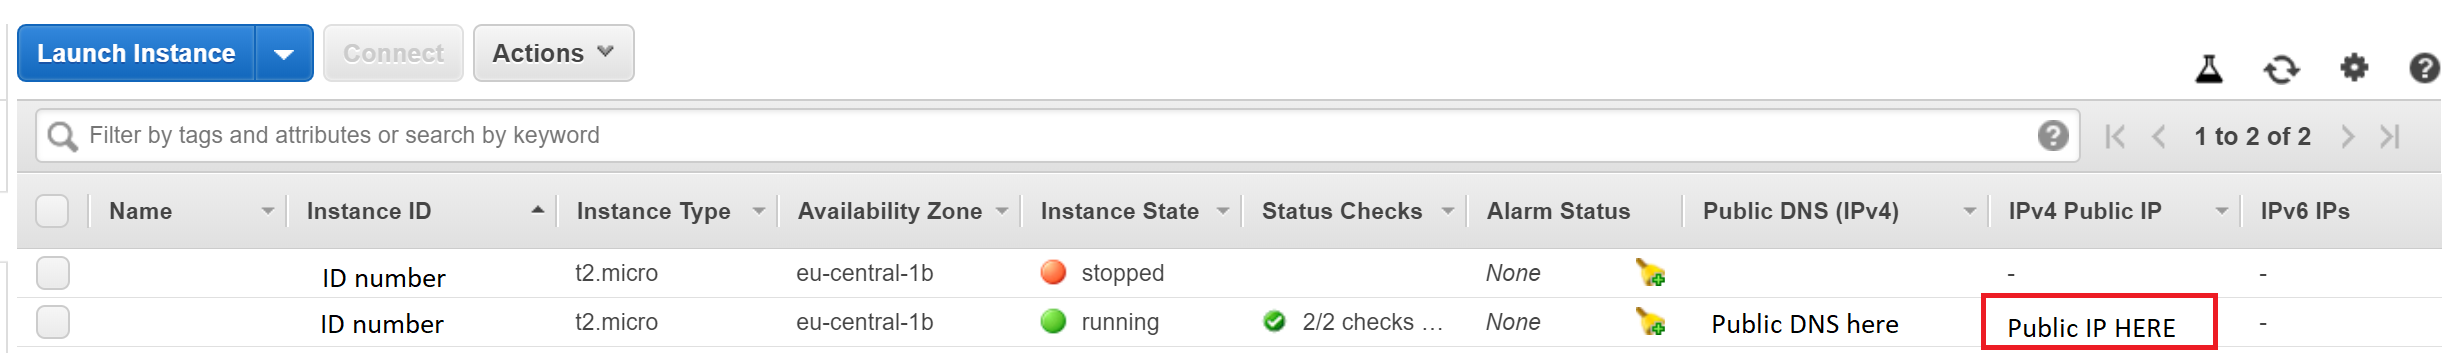 Launch Instance Connect Actions
Filter by tags and attributes or search by keyword 1 to 2 of 2
Name Instance ID Instance Type Availability Zone Instance State Status Checks Alarm Status Public DNS (IPv4) IPv4 Public IP IPv6 IPs
ID number t2.micro eu-central-1b stopped None - -
ID number t2.micro eu-central-1b running 2/2 checks ... None Public DNS here Public IP HERE -